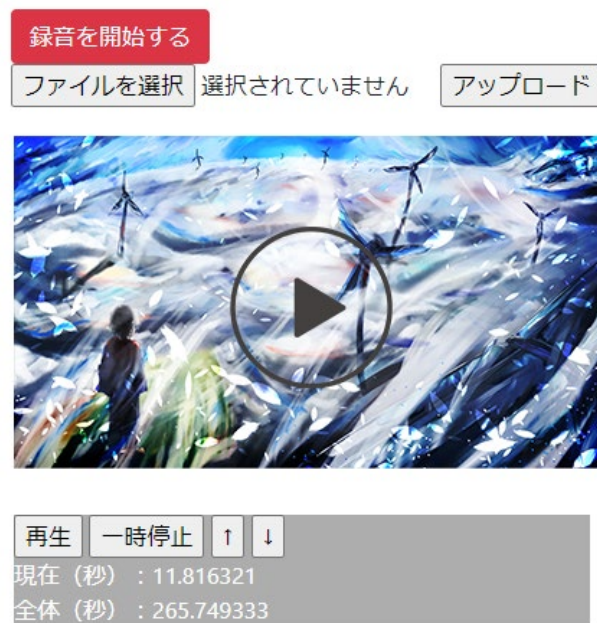 録音を開始する
ファイルを選択 選択されていません アップロード
再生 一時停止 ↑ ↓
現在（秒）：11.816321
全体（秒）：265.749333